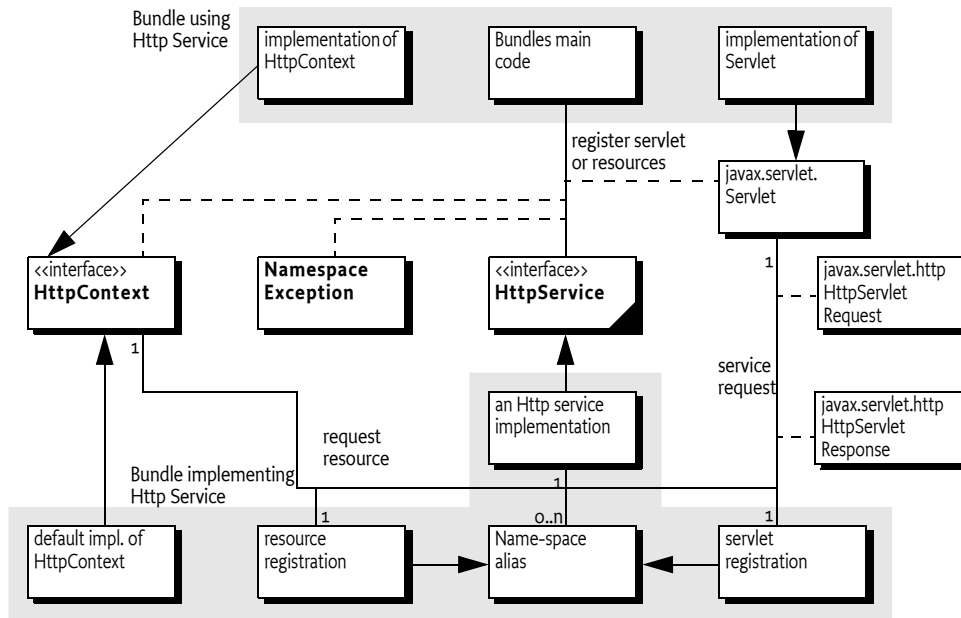 Bundle using
Http Service
implementation of
HttpContext
Bundles main
code
implementation of
Servlet
register servlet
or resources
javax.servlet.
Servlet
<<interface>>
HttpContext
Namespace
Exception
<<interface>>
HttpService
1
javax.servlet.http
HttpServlet
Request
1
service
request
an Http service
implementation
javax.servlet.http
HttpServlet
Response
request
resource
Bundle implementing
Http Service
1
1
0..n
1
default impl. of
HttpContext
resource
registration
Name-space
alias
servlet
registration